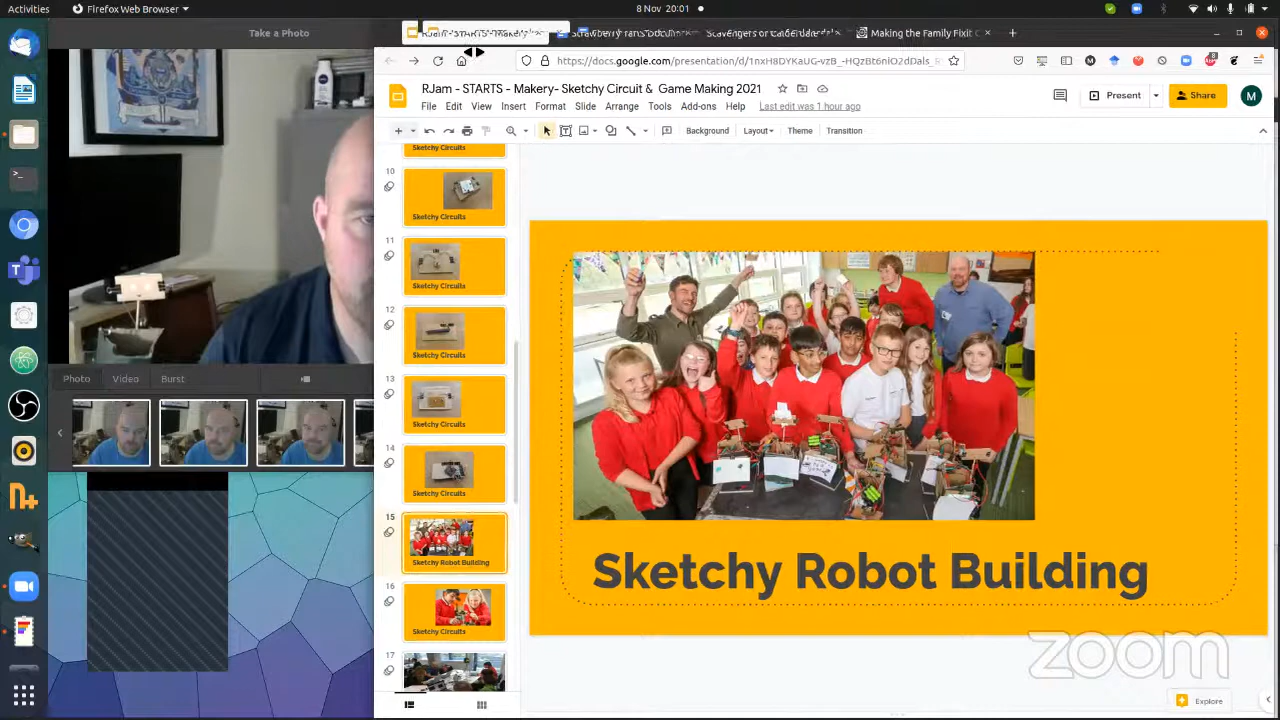 Activities
Firefox Web Browser
8 Nov 20:01
Take a Photo
RJam - STARTS - Makery
Making the Family Fixit C
https://docs.google.com/presentation/d/1nxH8DYKaUG-vzB_-HQzBt6nlO2dDals_R
RJam - STARTS - Makery- Sketchy Circuit & Game Making 2021
File Edit View Insert Format Slide Arrange Tools Add-ons Help Last edit was 1 hour ago
Present
Share
M
Background Layout Theme Transition
Sketchy Circuits
10
Sketchy Circuits
11
Sketchy Circuits
12
Sketchy Circuits
13
Sketchy Circuits
14
Sketchy Circuits
15
Sketchy Robot Building
16
Sketchy Circuits
17
Photo Video Burst
Sketchy Robot Building
zoom
Explore